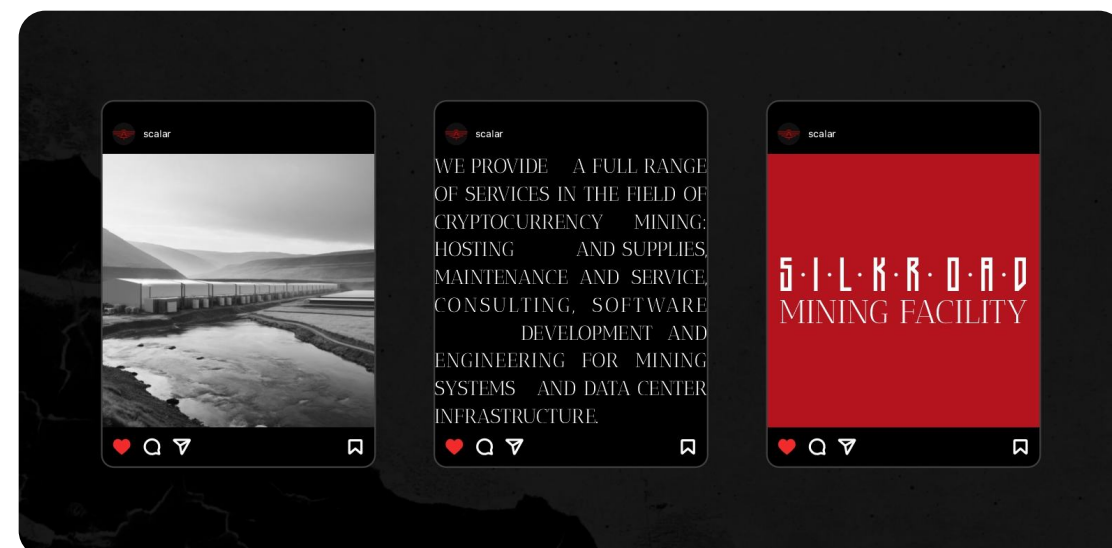 scalar
scalar
WE PROVIDE A FULL RANGE
OF SERVICES IN THE FIELD OF
CRYPTOCURRENCY MINING:
HOSTING AND SUPPLIES,
MAINTENANCE AND SERVICE,
CONSULTING, SOFTWARE
DEVELOPMENT AND
ENGINEERING FOR MINING
SYSTEMS AND DATA CENTER
INFRASTRUCTURE.
scalar
S·I·L·K·R·O·A·D
MINING FACILITY